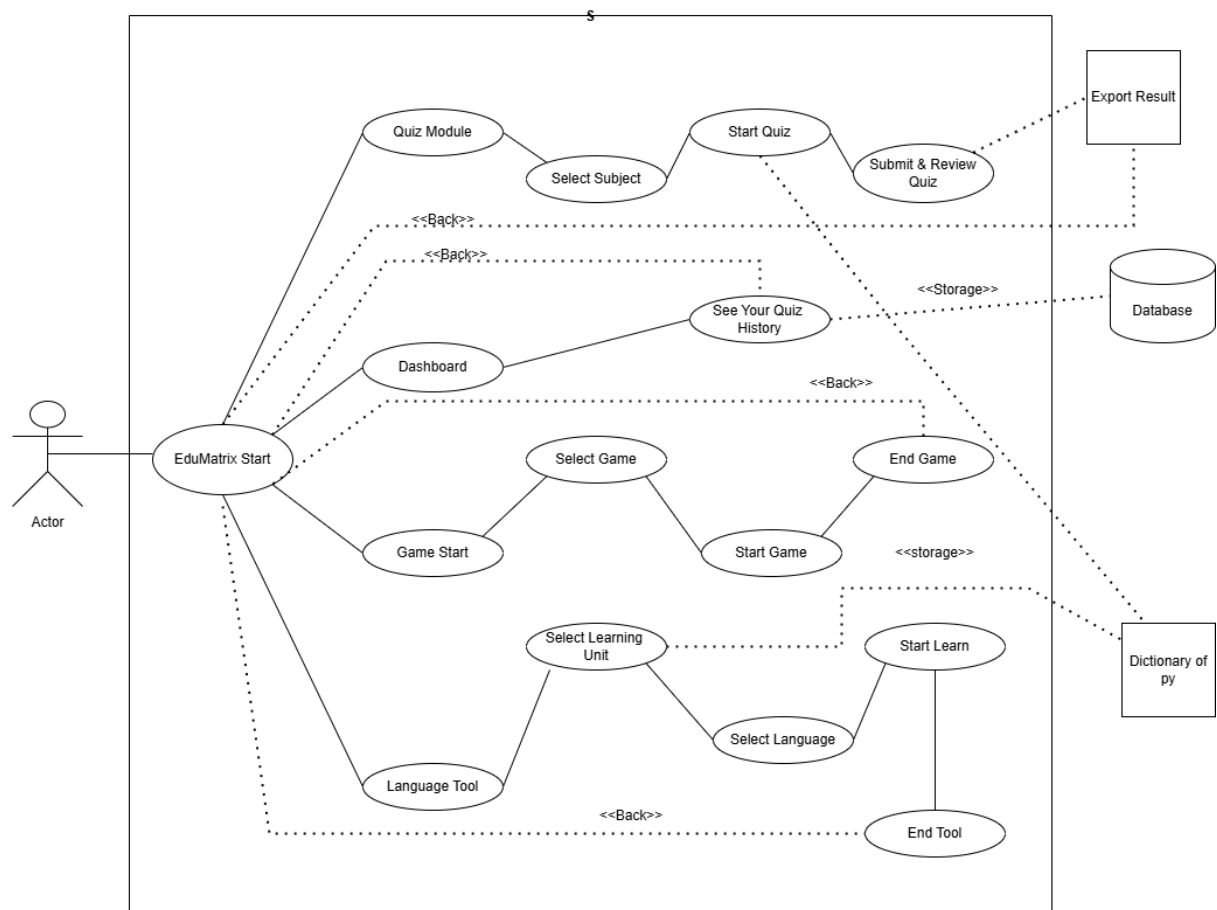 S
Export Result
Quiz Module
Start Quiz
Select Subject
Submit & Review
Quiz
<<Back>>
<<Back>>
<<Storage>>
See Your Quiz
History
Database
Dashboard
<<Back>>
EduMatrix Start
Select Game
End Game
Actor
Game Start
Start Game
<<storage>>
Select Learning
Unit
Start Learn
Dictionary of
py
Select Language
Language Tool
<<Back>>
End Tool